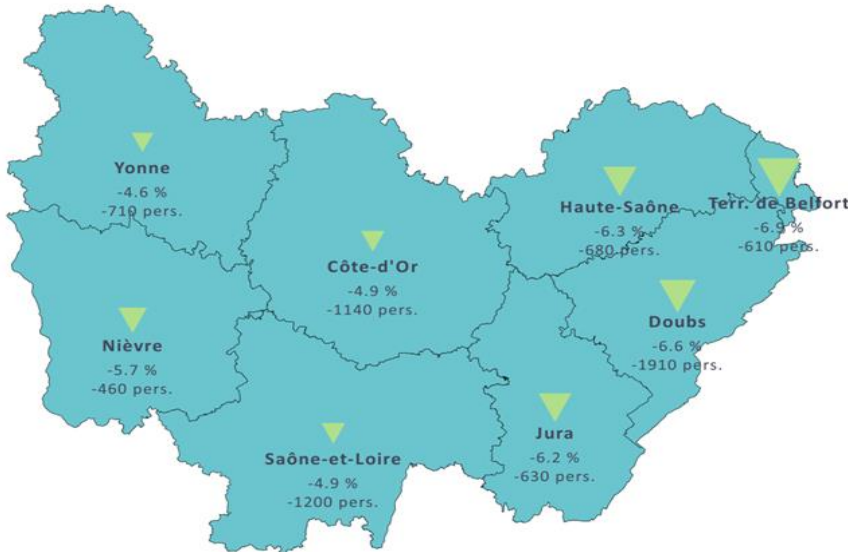 Yonne
-4.6 %
-710 pers.
Haute-Saône
-6.3 %
-680 pers.
Terr. de Belfort
-6.9 %
-610 pers.
Côte-d'Or
-4.9 %
-1140 pers.
Doubs
-6.6 %
-1910 pers.
Nièvre
-5.7 %
-460 pers.
Jura
-6.2 %
-630 pers.
Saône-et-Loire
-4.9 %
-1200 pers.